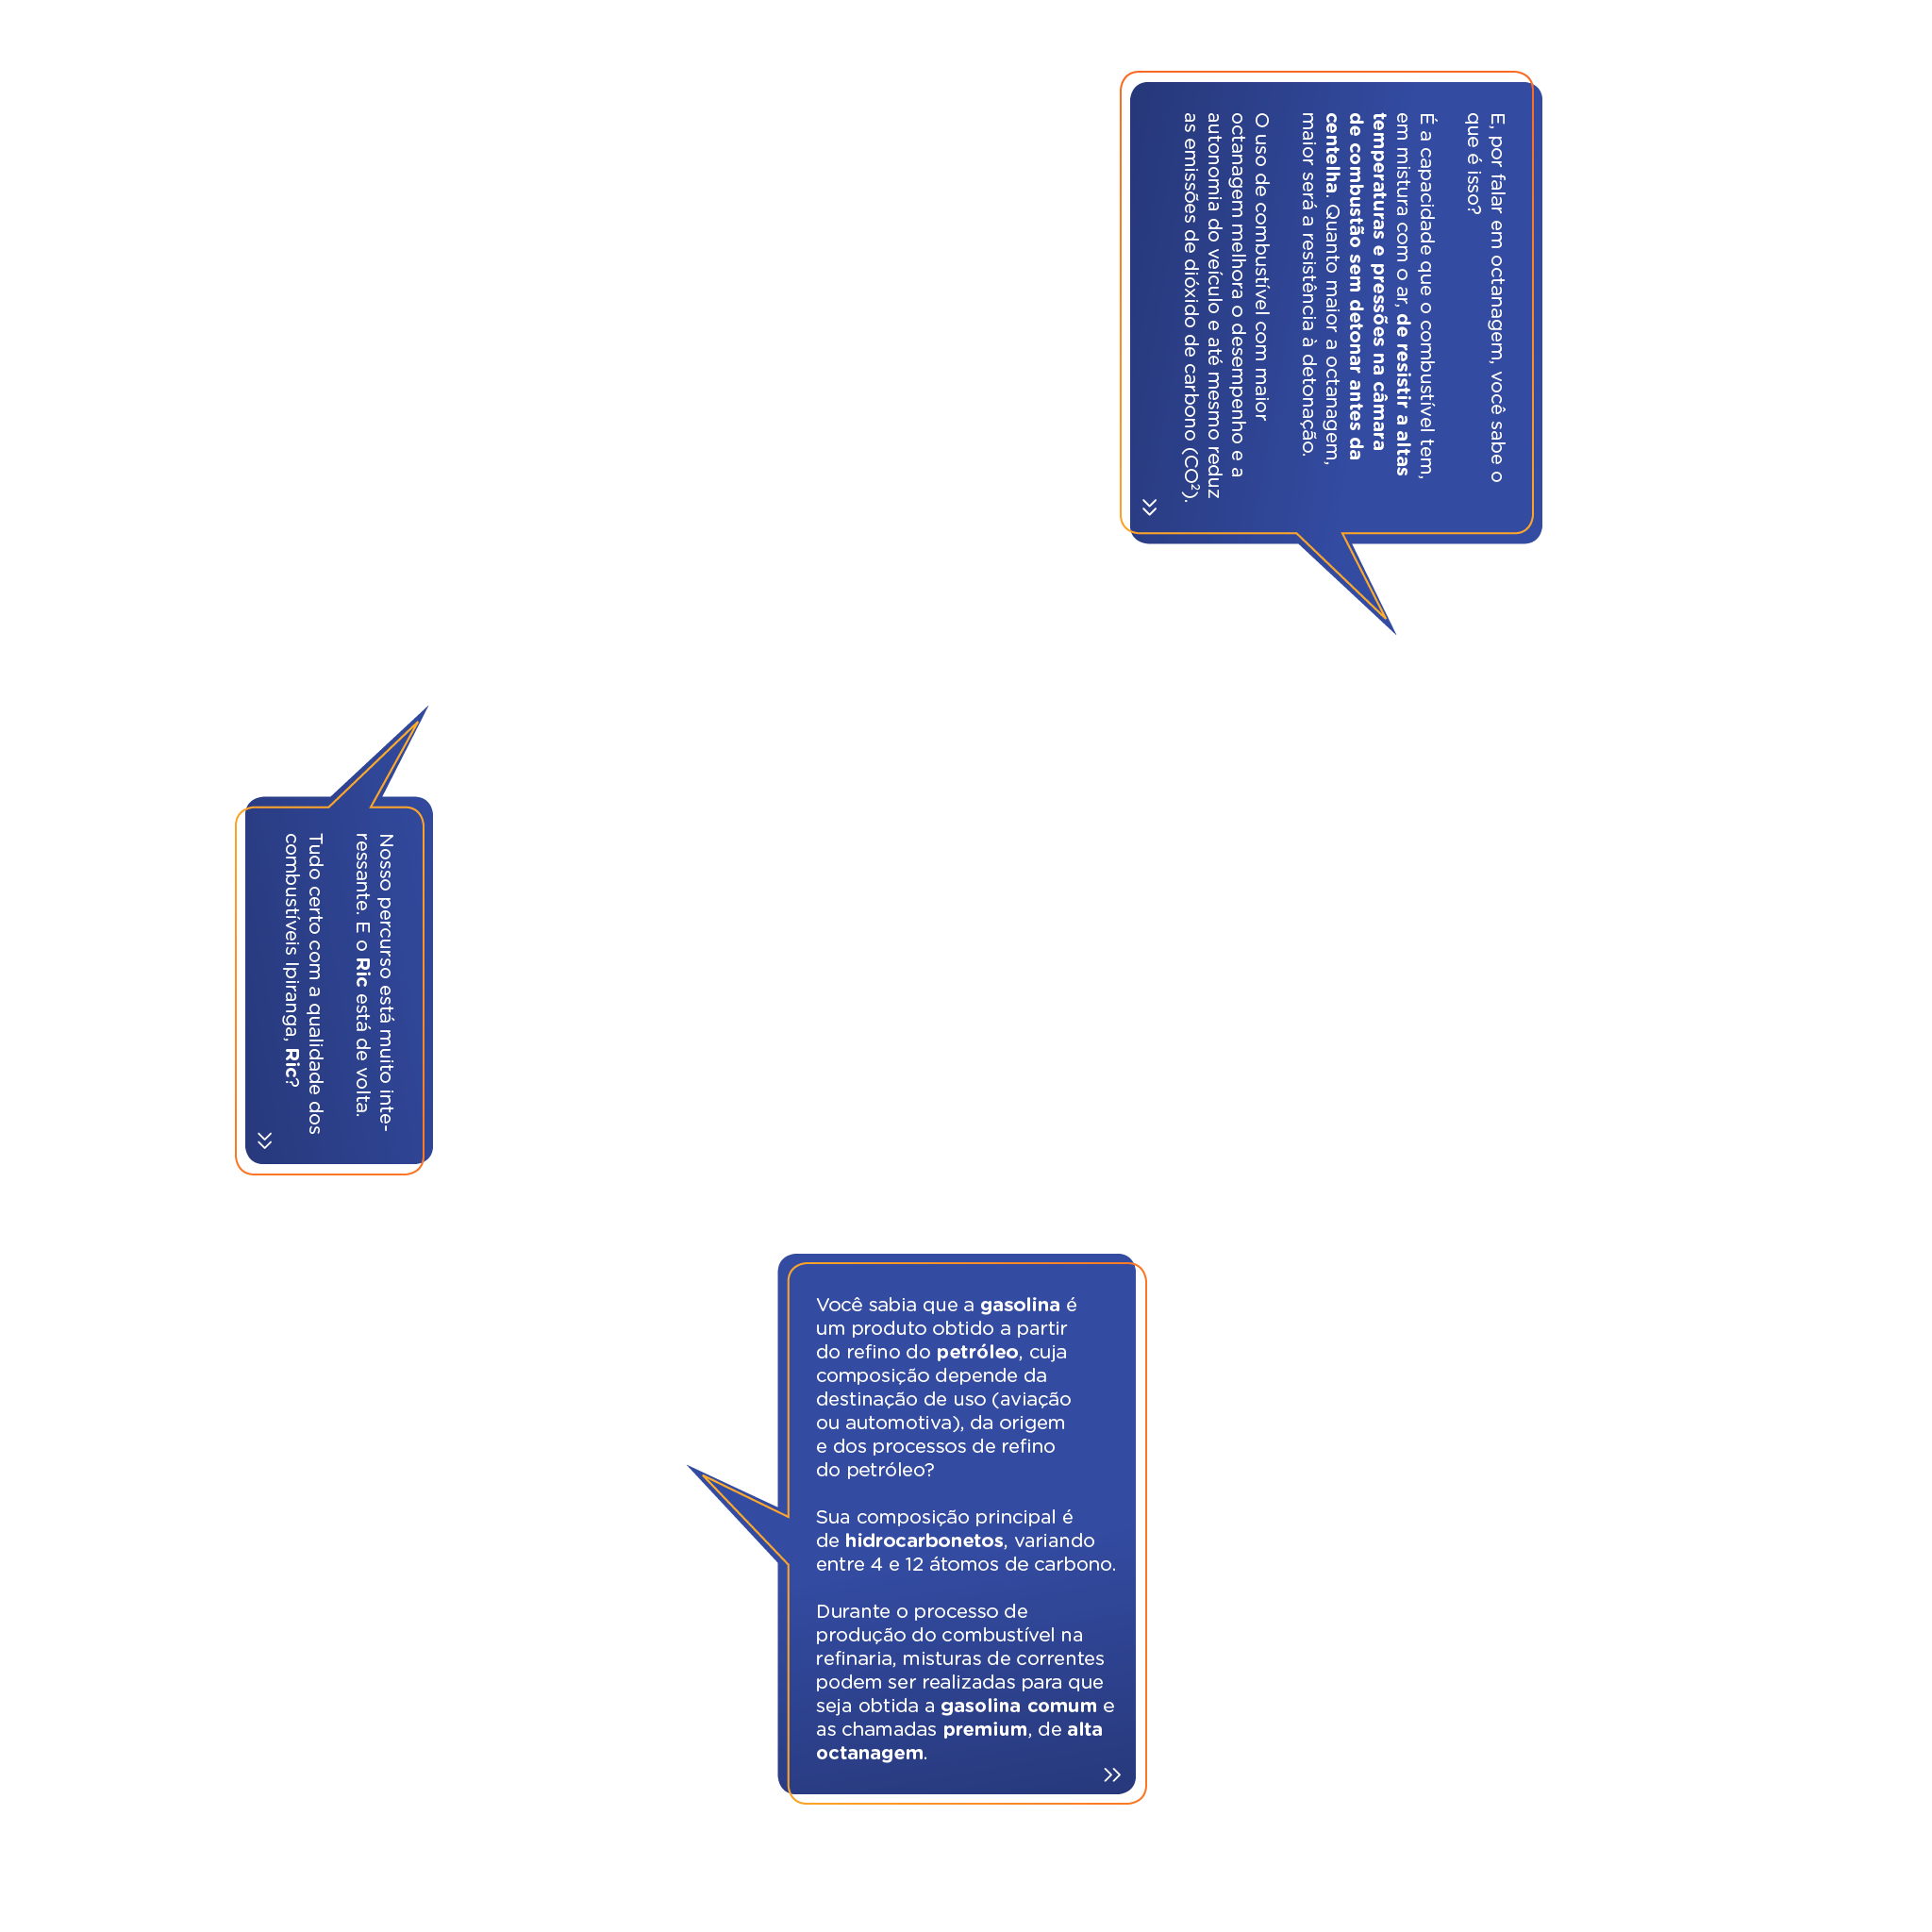 Nosso percurso está muito inte-
ressante. E o Ric está de volta.
Tudo certo com a qualidade dos
combustíveis Ipiranga, Ric?
Você sabia que a gasolina é
um produto obtido a partir
do refino do petróleo, cuja
composição depende da
destinação de uso (aviação
ou automotiva), da origem
e dos processos de refino
do petróleo?
Sua composição principal é
de hidrocarbonetos, variando
entre 4 e 12 átomos de carbono.
Durante o processo de
produção do combustível na
refinaria, misturas de correntes
podem ser realizadas para que
seja obtida a gasolina comum e
as chamadas premium, de alta
octanagem.
E, por falar em octanagem, você sabe o
que é isso?
É a capacidade que o combustível tem,
em mistura com o ar, de resistir a altas
temperaturas e pressões na câmara
de combustão sem detonar antes da
centelha. Quanto maior a octanagem,
maior será a resistência à detonação.
O uso de combustível com maior
octanagem melhora o desempenho e a
autonomia do veículo e até mesmo reduz
as emissões de dióxido de carbono (CO²).